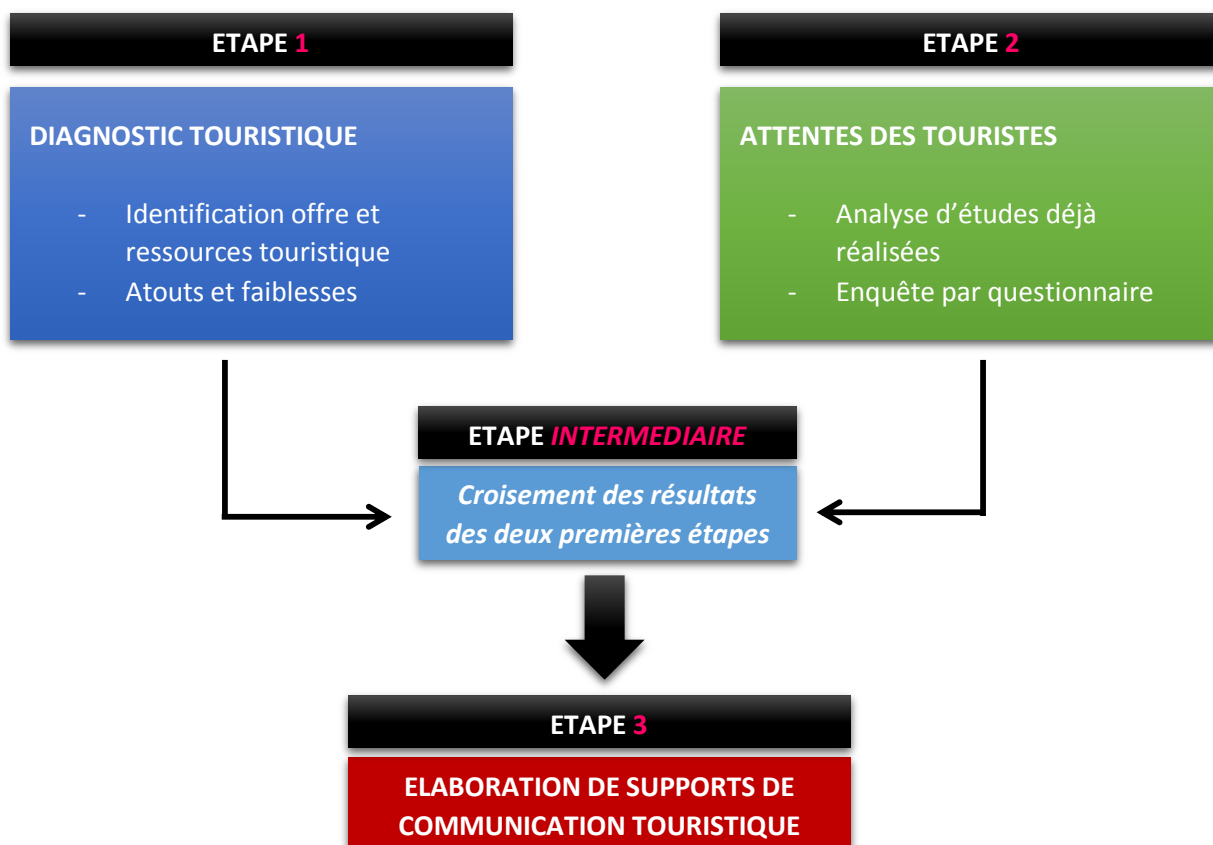 ETAPE 1
DIAGNOSTIC TOURISTIQUE
- Identification offre et
ressources touristique
- Atouts et faiblesses
ETAPE 2
ATTENTES DES TOURISTES
- Analyse d’études déjà
réalisées
- Enquête par questionnaire
ETAPE INTERMEDIAIRE
Croisement des résultats
des deux premières étapes
ETAPE 3
ELABORATION DE SUPPORTS DE
COMMUNICATION TOURISTIQUE